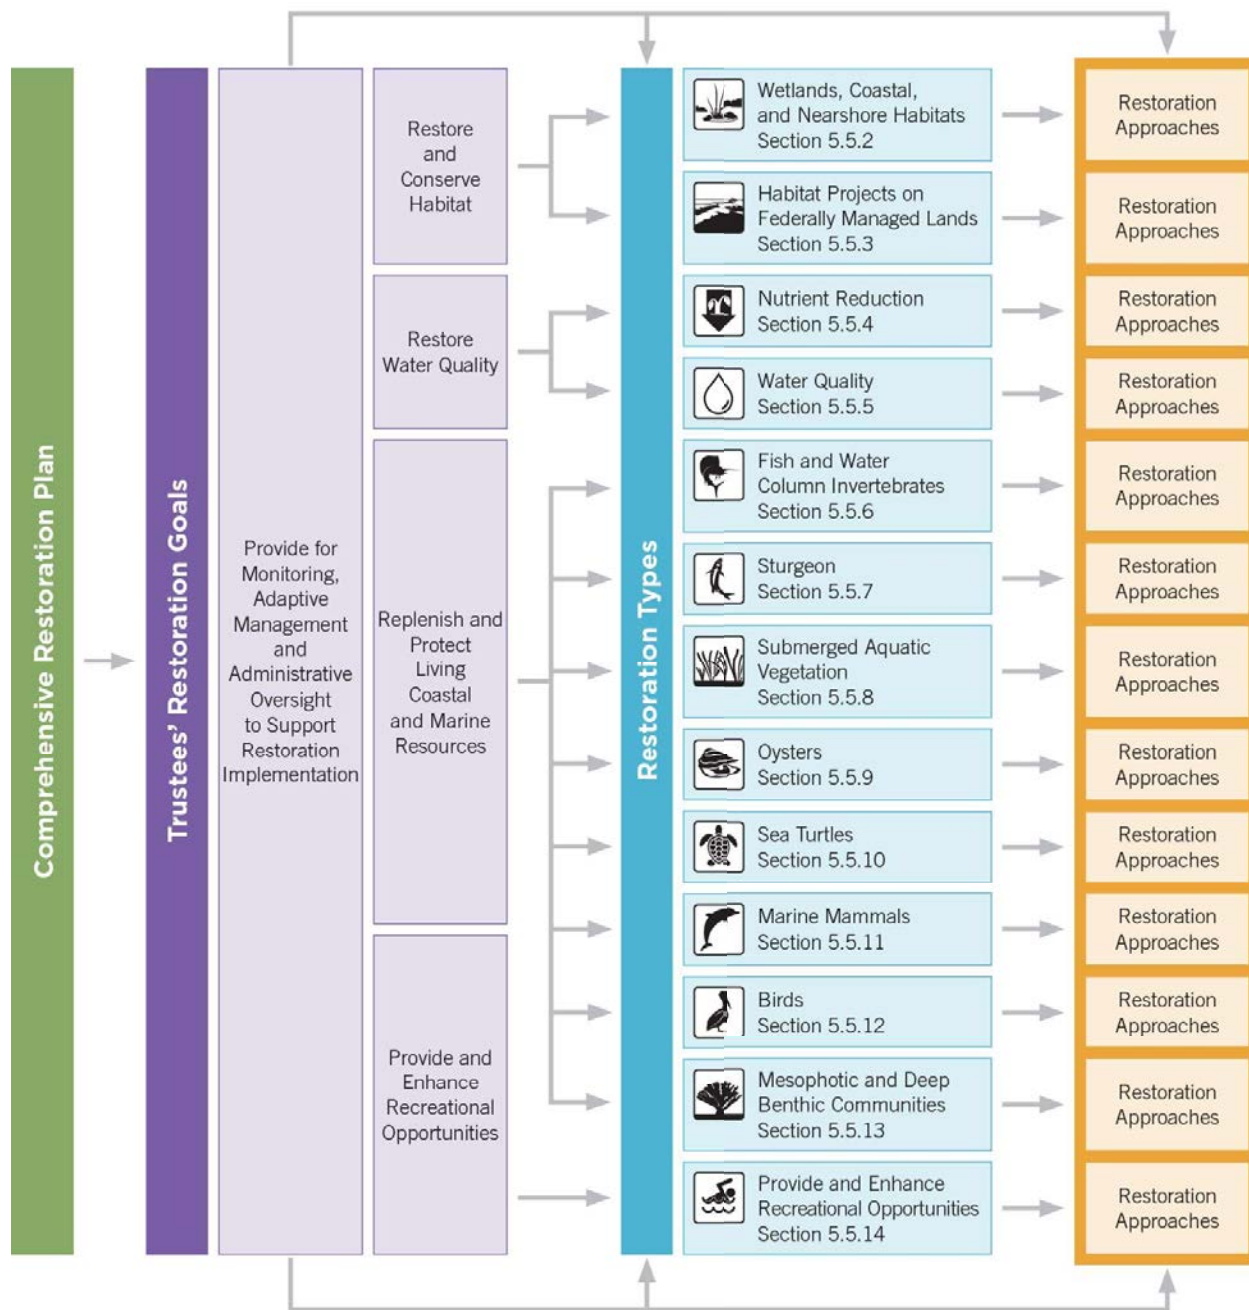 Comprehensive Restoration Plan
Trustees' Restoration Goals
Provide for
Monitoring,
Adaptive
Management
and
Administrative
Oversight
to Support
Restoration
Implementation
Restore
and
Conserve
Habitat
Restore
Water Quality
Replenish and
Protect
Living
Coastal
and Marine
Resources
Provide and
Enhance
Recreational
Opportunities
Restoration Types
Wetlands, Coastal,
and Nearshore Habitats
Section 5.5.2
Restoration
Approaches
Habitat Projects on
Federally Managed Lands
Section 5.5.3
Restoration
Approaches
Nutrient Reduction
Section 5.5.4
Restoration
Approaches
Water Quality
Section 5.5.5
Restoration
Approaches
Fish and Water
Column Invertebrates
Section 5.5.6
Restoration
Approaches
Sturgeon
Section 5.5.7
Restoration
Approaches
Submerged Aquatic
Vegetation
Section 5.5.8
Restoration
Approaches
Oysters
Section 5.5.9
Restoration
Approaches
Sea Turtles
Section 5.5.10
Restoration
Approaches
Marine Mammals
Section 5.5.11
Restoration
Approaches
Birds
Section 5.5.12
Restoration
Approaches
Mesophotic and Deep
Benthic Communities
Section 5.5.13
Restoration
Approaches
Provide and Enhance
Recreational Opportunities
Section 5.5.14
Restoration
Approaches